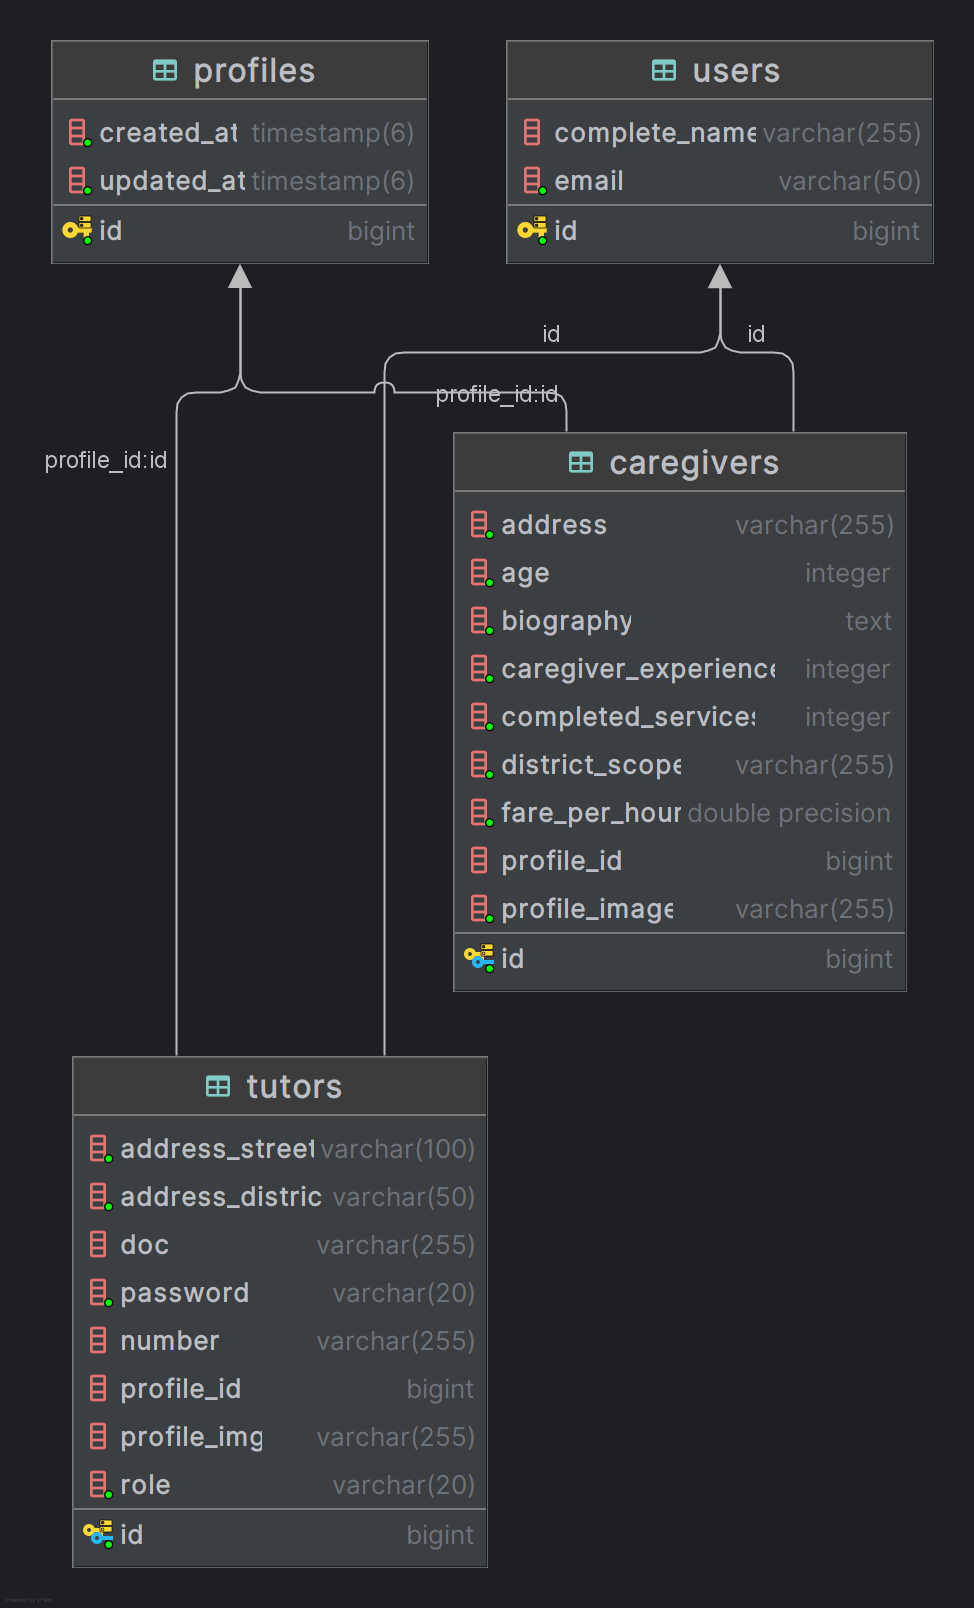 profiles
created_at timestamp(6)
updated_at timestamp(6)
id bigint
users
complete_name varchar(255)
email varchar(50)
id bigint
id
id
profile_id:id
profile_id:id
caregivers
address varchar(255)
age integer
biography text
caregiver_experience integer
completed_services integer
district_scope varchar(255)
fare_per_hour double precision
profile_id bigint
profile_image varchar(255)
id bigint
tutors
address_street varchar(100)
address_distric varchar(50)
doc varchar(255)
password varchar(20)
number varchar(255)
profile_id bigint
profile_img varchar(255)
role varchar(20)
id bigint
Powered by yFiles